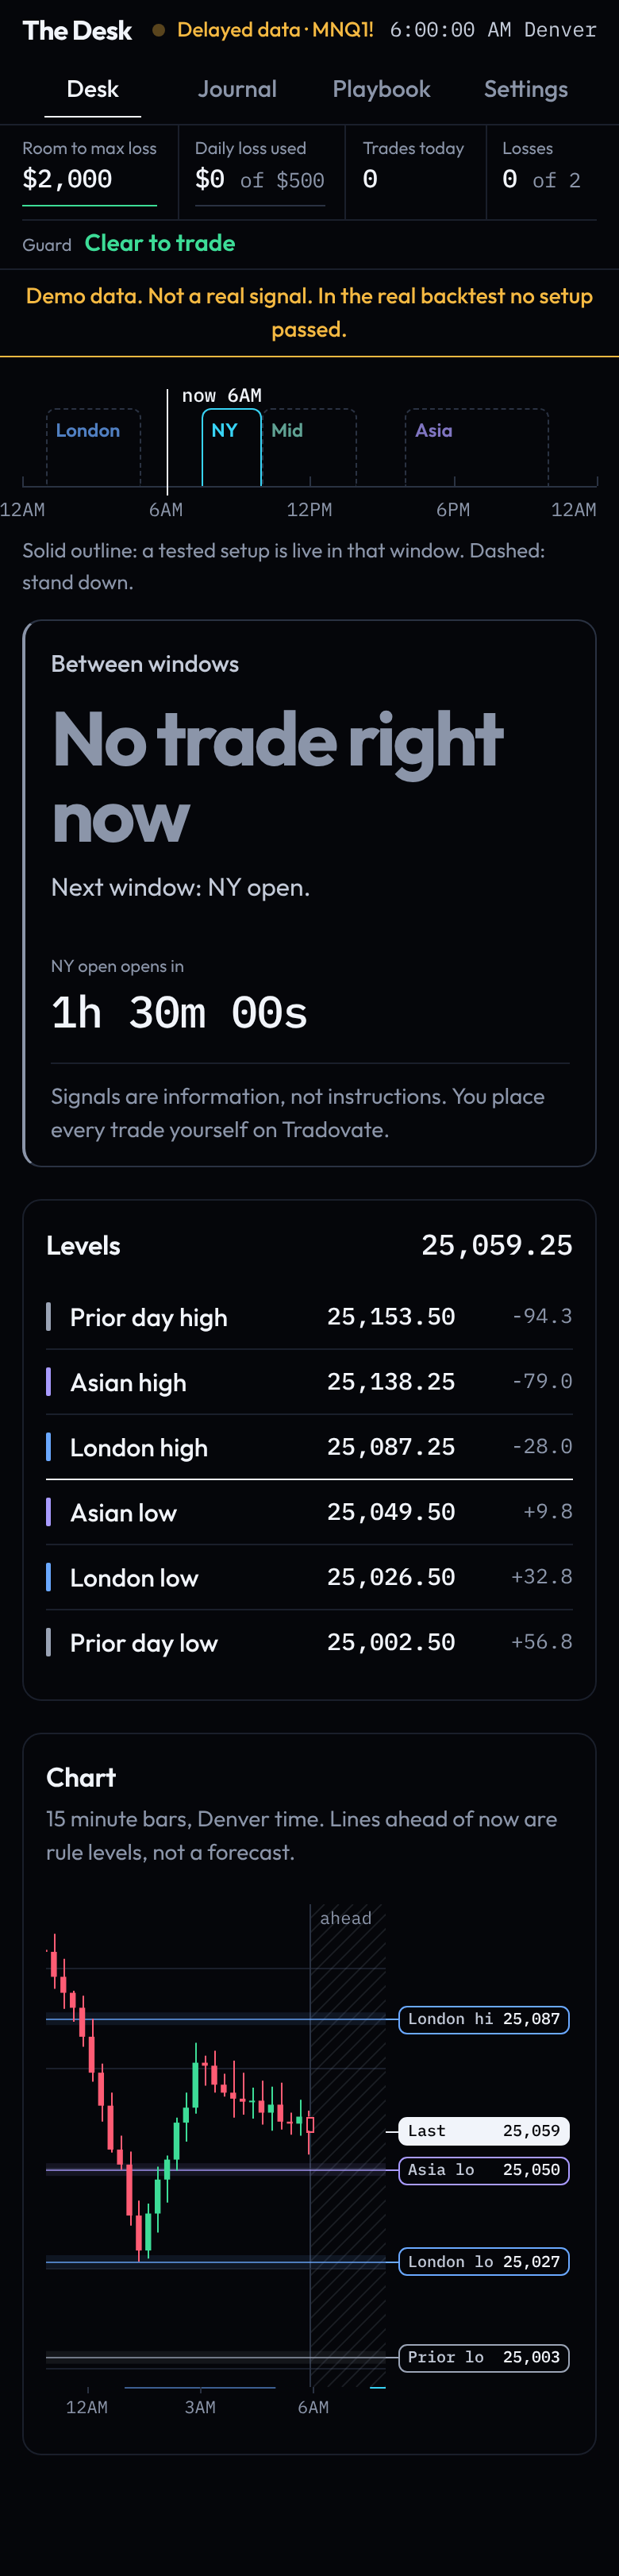 The Desk Delayed data · MNQ1! 6:00:00 AM Denver
Desk Journal Playbook Settings
Room to max loss Daily loss used Trades today Losses
$2,000 $0 of $500 0 0 of 2
Guard Clear to trade
Demo data. Not a real signal. In the real backtest no setup
passed.
now 6AM
London NY Mid Asia
12AM 6AM 12PM 6PM 12AM
Solid outline: a tested setup is live in that window. Dashed:
stand down.
Between windows
No trade right
now
Next window: NY open.
NY open opens in
1h 30m 00s
Signals are information, not instructions. You place
every trade yourself on Tradovate.
Levels 25,059.25
Prior day high 25,153.50 -94.3
Asian high 25,138.25 -79.0
London high 25,087.25 -28.0
Asian low 25,049.50 +9.8
London low 25,026.50 +32.8
Prior day low 25,002.50 +56.8
Chart
15 minute bars, Denver time. Lines ahead of now are
rule levels, not a forecast.
ahead
London hi 25,087
Last 25,059
Asia lo 25,050
London lo 25,027
Prior lo 25,003
12AM 3AM 6AM